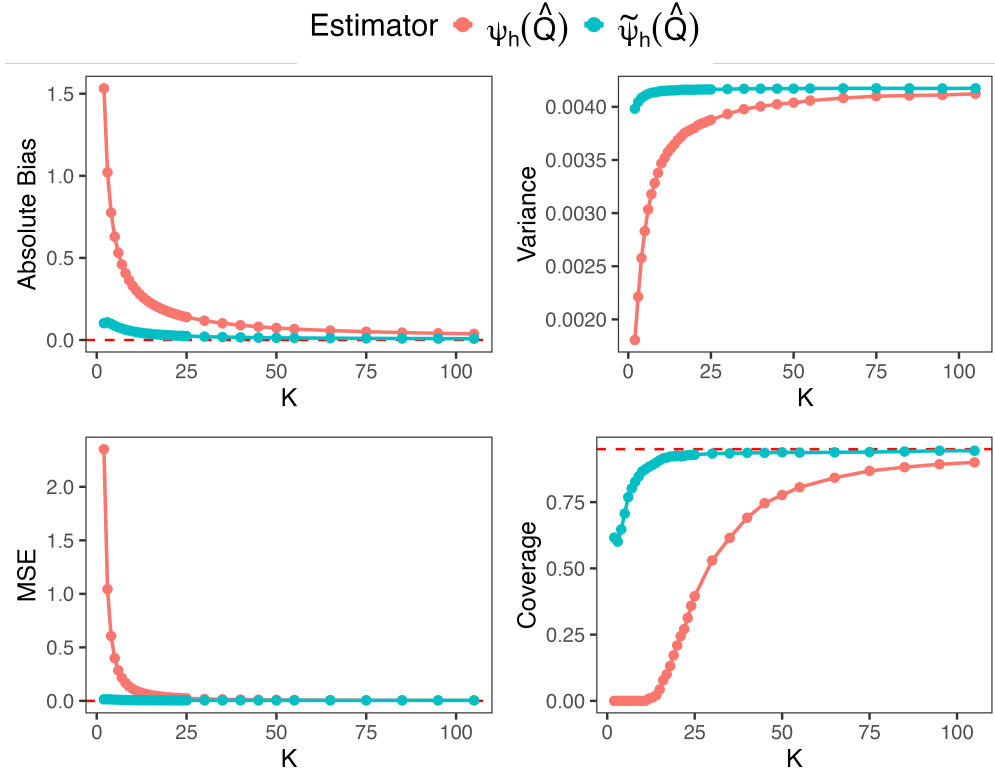 Estimator ψₕ(Q̂) ψ̃ₕ(Q̂)
Absolute Bias
1.5
1.0
0.5
0.0
0 25 50 75 100
K
Variance
0.0040
0.0035
0.0030
0.0025
0.0020
0 25 50 75 100
K
MSE
2.0
1.5
1.0
0.5
0.0
0 25 50 75 100
K
Coverage
0.75
0.50
0.25
0.00
0 25 50 75 100
K